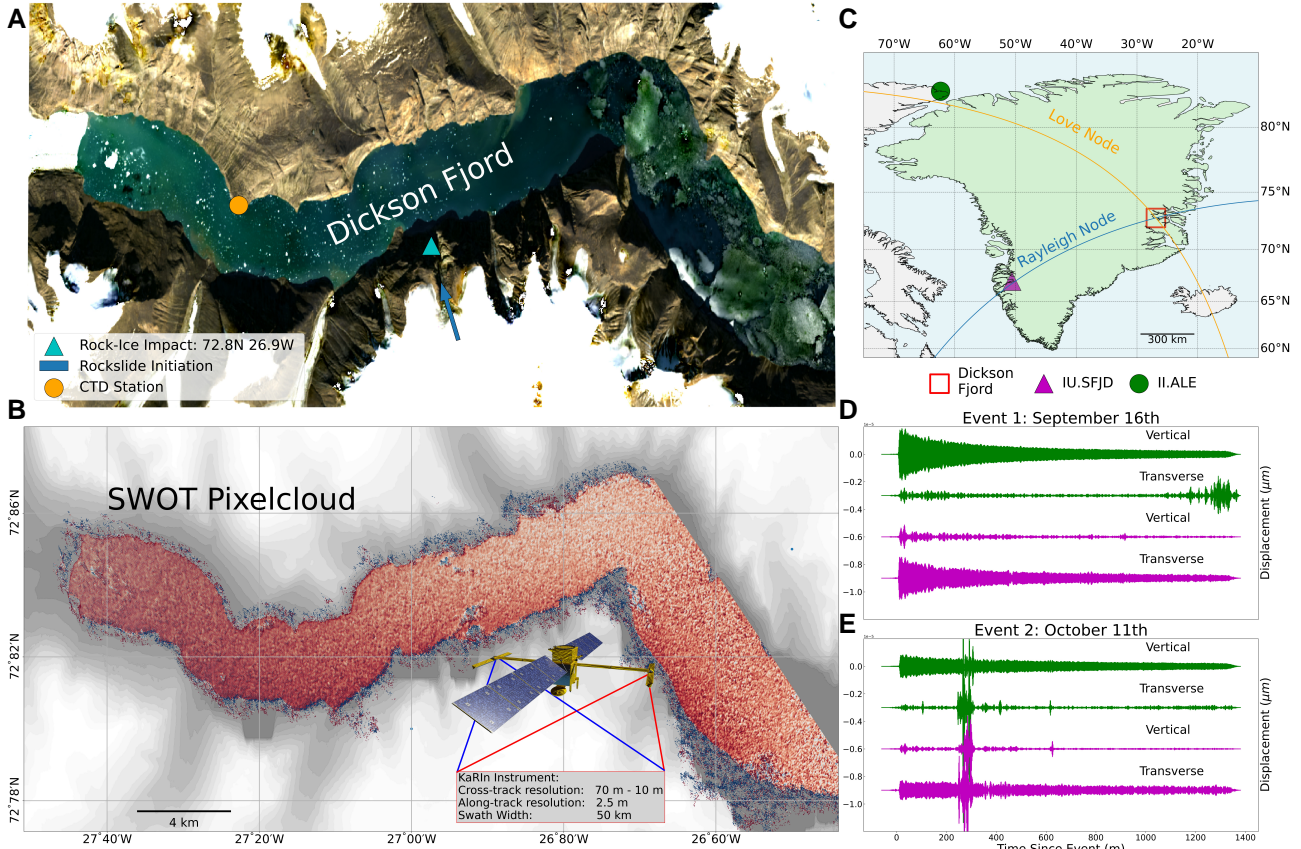 A
Dickson Fjord
Rock-Ice Impact: 72.8N 26.9W
Rockslide Initiation
CTD Station
B
SWOT Pixelcloud
72°86'N
72°82'N
72°78'N
KaRIn Instrument:
Cross-track resolution: 70 m - 10 m
Along-track resolution: 2.5 m
Swath Width: 50 km
4 km
27°40'W 27°20'W 27°00'W 26°80'W 26°60'W
C
70°W 60°W 50°W 40°W 30°W 20°W
Love Node
80°N
75°N
Rayleigh Node
70°N
65°N
300 km
60°N
Dickson
Fjord
IU.SFJD
II.ALE
D
Event 1: September 16th
Vertical
0.0
Transverse
−0.2
−0.4
Vertical
−0.6
Transverse
−0.8
−1.0
Displacement (μm)
E
Event 2: October 11th
Vertical
0.0
Transverse
−0.2
−0.4
Vertical
−0.6
Transverse
−0.8
−1.0
Displacement (μm)
0 200 400 600 800 1000 1200 1400
Time Since Event (m)